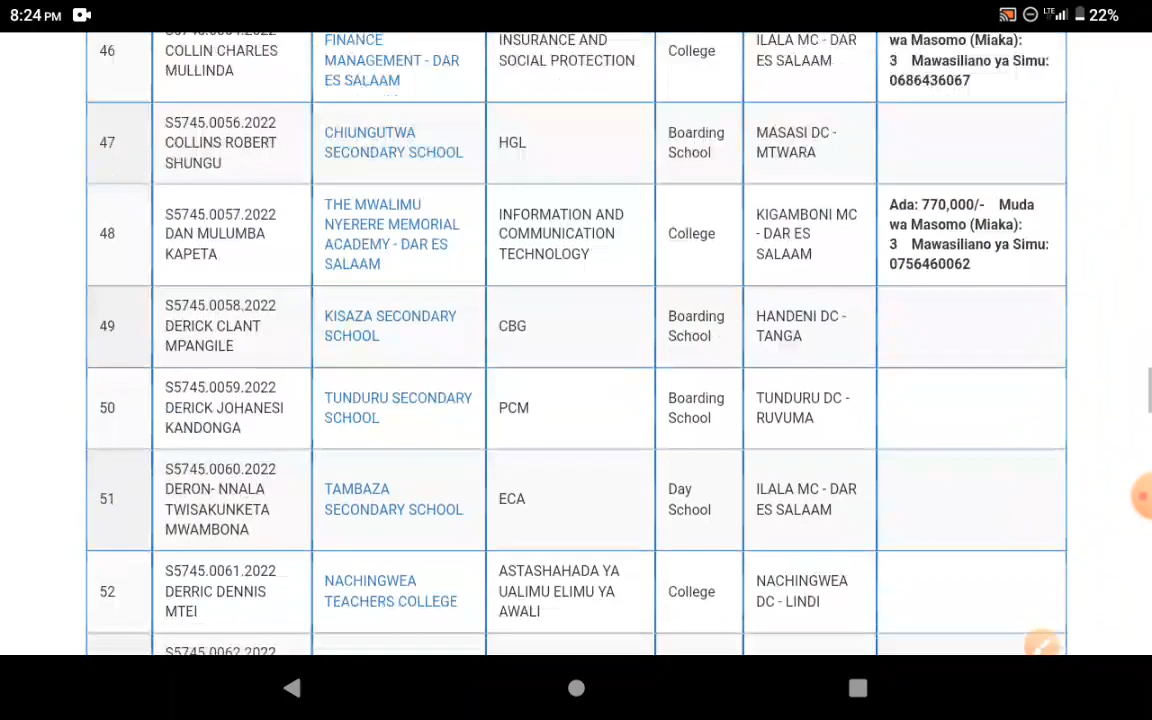 8:24 PM
LTE
22%
46
COLLIN CHARLES
MULLINDA
FINANCE
MANAGEMENT - DAR
ES SALAAM
INSURANCE AND
SOCIAL PROTECTION
College
ILALA MC - DAR
ES SALAAM
wa Masomo (Miaka):
3 Mawasiliano ya Simu:
0686436067
47
S5745.0056.2022
COLLINS ROBERT
SHUNGU
CHIUNGUTWA
SECONDARY SCHOOL
HGL
Boarding
School
MASASI DC -
MTWARA
48
S5745.0057.2022
DAN MULUMBA
KAPETA
THE MWALIMU
NYERERE MEMORIAL
ACADEMY - DAR ES
SALAAM
INFORMATION AND
COMMUNICATION
TECHNOLOGY
College
KIGAMBONI MC
- DAR ES
SALAAM
Ada: 770,000/- Muda
wa Masomo (Miaka):
3 Mawasiliano ya Simu:
0756460062
49
S5745.0058.2022
DERICK CLANT
MPANGILE
KISAZA SECONDARY
SCHOOL
CBG
Boarding
School
HANDENI DC -
TANGA
50
S5745.0059.2022
DERICK JOHANESI
KANDONGA
TUNDURU SECONDARY
SCHOOL
PCM
Boarding
School
TUNDURU DC -
RUVUMA
51
S5745.0060.2022
DERON- NNALA
TWISAKUNKETA
MWAMBONA
TAMBAZA
SECONDARY SCHOOL
ECA
Day
School
ILALA MC - DAR
ES SALAAM
52
S5745.0061.2022
DERRIC DENNIS
MTEI
NACHINGWEA
TEACHERS COLLEGE
ASTASHAHADA YA
UALIMU ELIMU YA
AWALI
College
NACHINGWEA
DC - LINDI
S5745.0062.2022